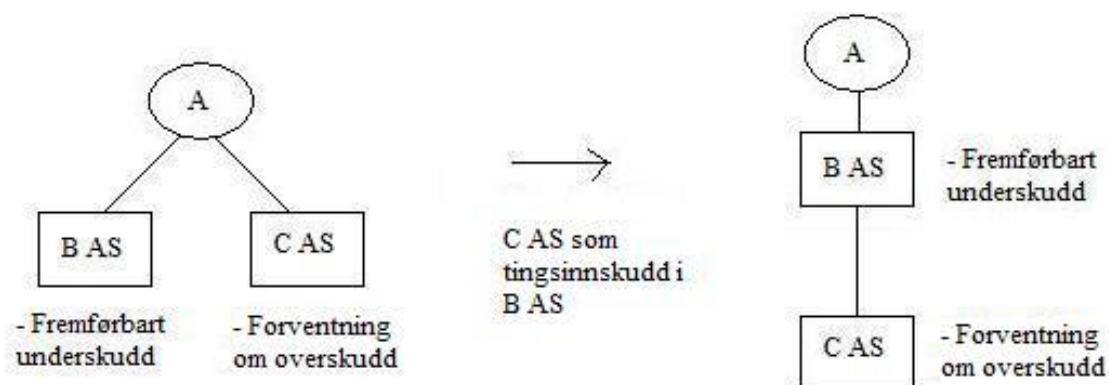 A
B AS
C AS
- Fremførbart
underskudd
- Forventning
om overskudd
C AS som
tingsinnskudd i
B AS
A
B AS
- Fremførbart
underskudd
C AS
- Forventning
om overskudd